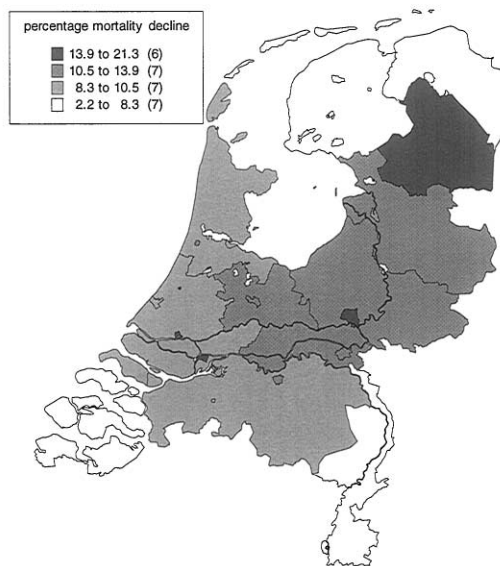 percentage mortality decline
13.9 to 21.3 (6)
10.5 to 13.9 (7)
8.3 to 10.5 (7)
2.2 to 8.3 (7)